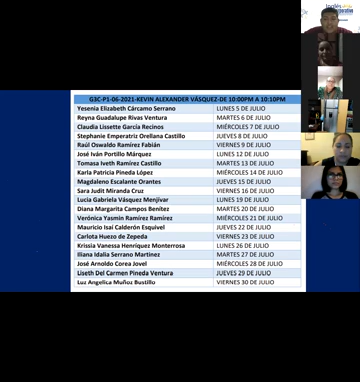 Inglés
G3C-P1-06-2021-KEVIN ALEXANDER VÁSQUEZ-DE 10:00PM A 10:10PM
Yesenia Elizabeth Cárcamo Serrano LUNES 5 DE JULIO
Reyna Guadalupe Rivas Ventura MARTES 6 DE JULIO
Claudia Lissette García Recinos MIÉRCOLES 7 DE JULIO
Stephanie Emperatriz Orellana Castillo JUEVES 8 DE JULIO
Raúl Oswaldo Ramírez Fabián VIERNES 9 DE JULIO
José Iván Portillo Márquez LUNES 12 DE JULIO
Tomasa Iveth Ramírez Castillo MARTES 13 DE JULIO
Karla Patricia Pineda López MIÉRCOLES 14 DE JULIO
Magdaleno Escalante Orantes JUEVES 15 DE JULIO
Sara Judit Miranda Cruz VIERNES 16 DE JULIO
Lucia Gabriela Vásquez Menjívar LUNES 19 DE JULIO
Diana Margarita Campos Benítez MARTES 20 DE JULIO
Verónica Yasmín Ramírez Ramírez MIÉRCOLES 21 DE JULIO
Mauricio Isaí Calderón Esquivel JUEVES 22 DE JULIO
Carlota Huezo de Zepeda VIERNES 23 DE JULIO
Krissia Vanessa Henríquez Monterrosa LUNES 26 DE JULIO
Iliana Idalia Serrano Martínez MARTES 27 DE JULIO
José Arnoldo Corea Jovel MIÉRCOLES 28 DE JULIO
Liseth Del Carmen Pineda Ventura JUEVES 29 DE JULIO
Luz Angelica Muñoz Bustillo VIERNES 30 DE JULIO